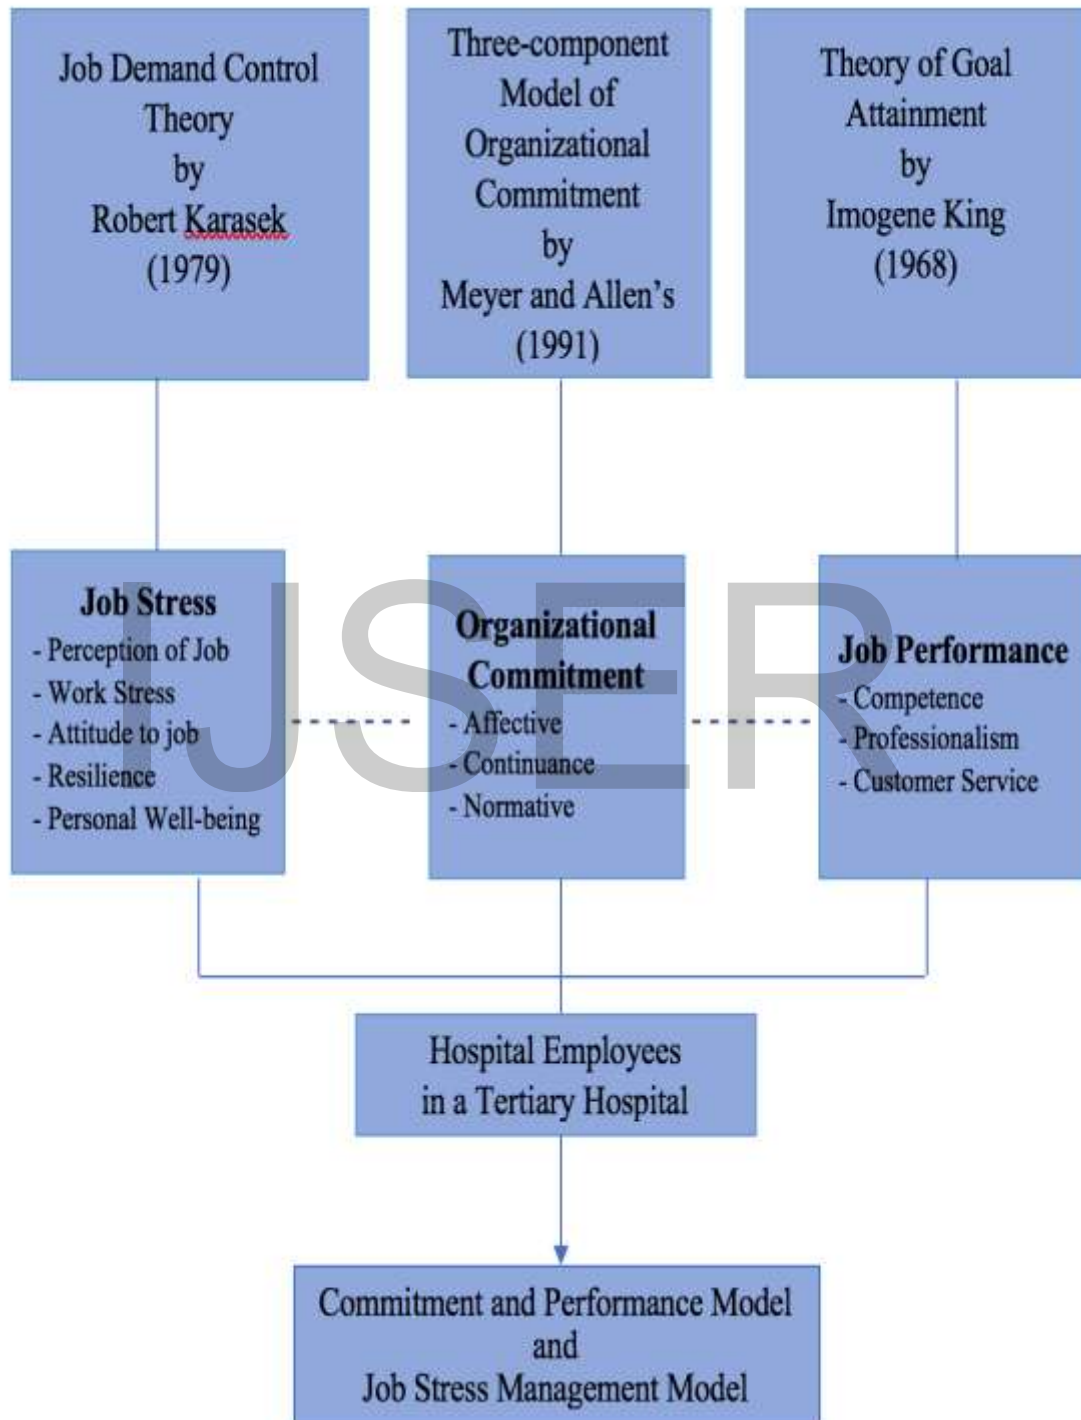 Job Demand Control
Theory
by
Robert Karasek
(1979)
Three-component
Model of
Organizational
Commitment
by
Meyer and Allen's
(1991)
Theory of Goal
Attainment
by
Imogene King
(1968)
Job Stress
- Perception of Job
- Work Stress
- Attitude to job
- Resilience
- Personal Well-being
Organizational
Commitment
- Affective
- Continuance
- Normative
Job Performance
- Competence
- Professionalism
- Customer Service
IJSER
Hospital Employees
in a Tertiary Hospital
Commitment and Performance Model
and
Job Stress Management Model